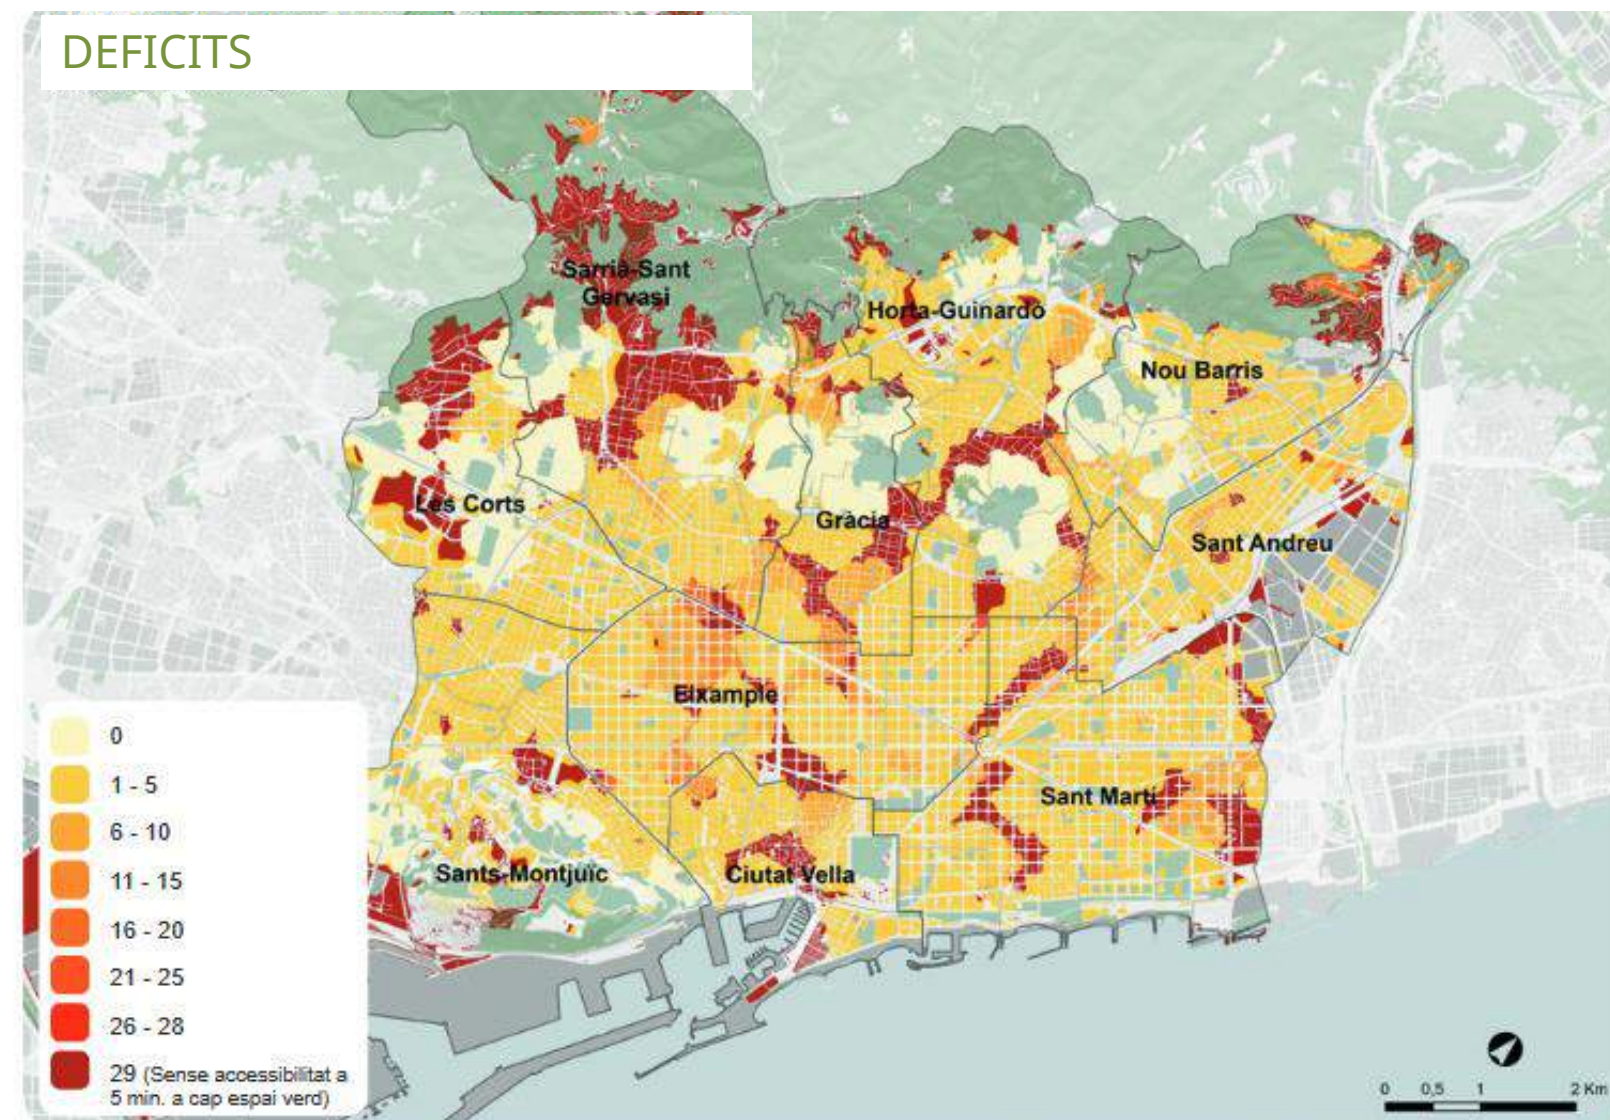 DEFICITS
Sarrià-Sant
Gervasi
Horta-Guinardó
Nou Barris
Les Corts
Gràcia
Sant Andreu
Eixample
Sant Martí
Sants-Montjuïc
Ciutat Vella
0
1 - 5
6 - 10
11 - 15
16 - 20
21 - 25
26 - 28
29 (Sense accessibilitat a
5 min. a cap espai verd)
0 0,5 1 2 Km